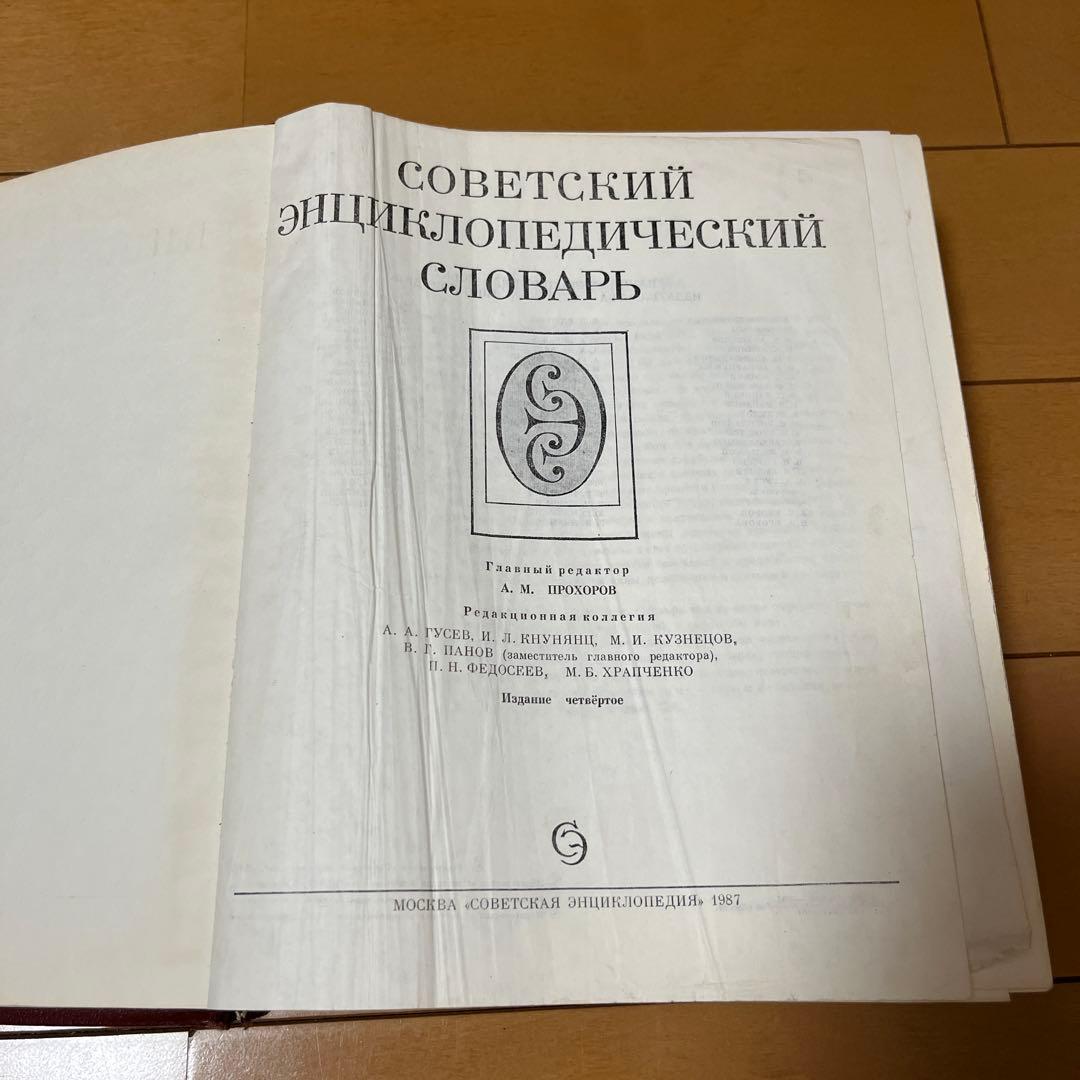 СОВЕТСКИЙ
ЭНЦИКЛОПЕДИЧЕСКИЙ
СЛОВАРЬ
Главный редактор
А. М. ПРОХОРОВ
Редакционная коллегия
А. А. ГУСЕВ, И. Л. КНУНЯНЦ, М. И. КУЗНЕЦОВ,
В. Г. ПАНОВ (заместитель главного редактора),
П. Н. ФЕДОСЕЕВ, М. Б. ХРАПЧЕНКО
Издание четвёртое
МОСКВА «СОВЕТСКАЯ ЭНЦИКЛОПЕДИЯ» 1987